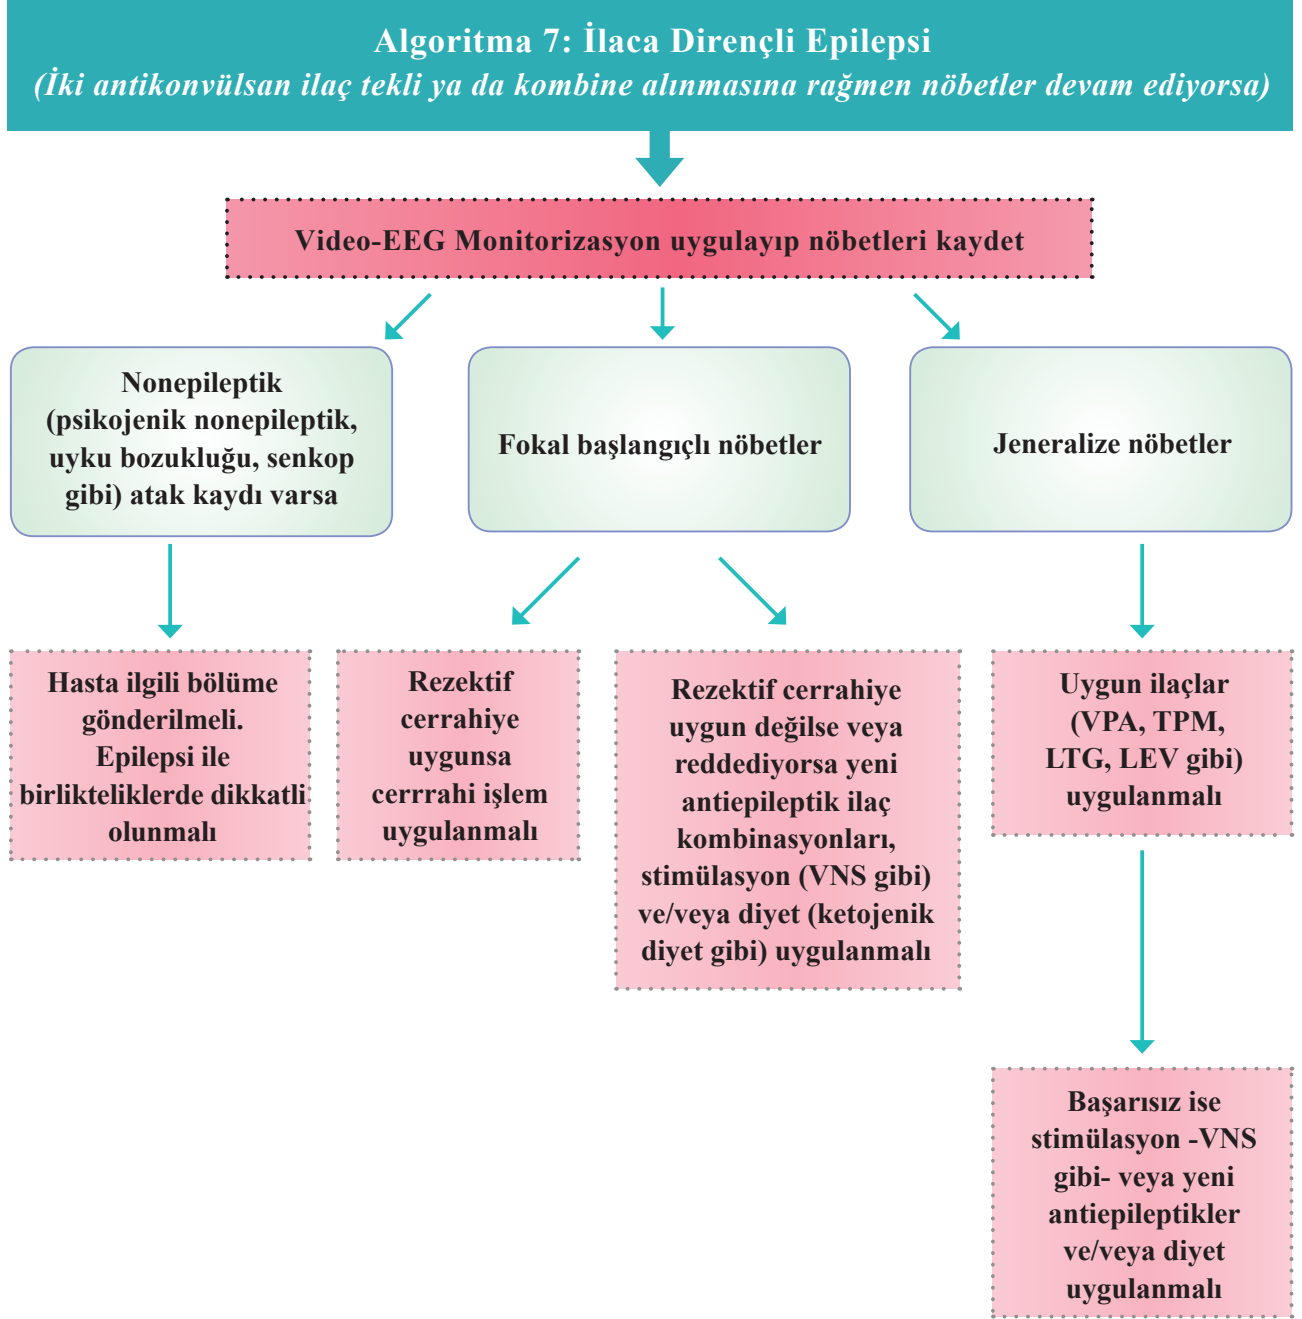 Algoritma 7: İlaca Dirençli Epilepsi
(İki antikonvülsan ilaç tekli ya da kombine alınmasına rağmen nöbetler devam ediyorsa)
Video-EEG Monitorizasyon uygulayıp nöbetleri kaydet
Nonepileptik
(psikojenik nonepileptik,
uyku bozukluğu, senkop
gibi) atak kaydı varsa
Fokal başlangıçlı nöbetler
Jeneralize nöbetler
Hasta ilgili bölüme
gönderilmeli.
Epilepsi ile
birlikteliklerde dikkatli
olunmalı
Rezektif
cerrahiye
uygunsa
cerrrahi işlem
uygulanmalı
Rezektif cerrahiye
uygun değilse veya
reddediyorsa yeni
antiepileptik ilaç
kombinasyonları,
stimülasyon (VNS gibi)
ve/veya diyet (ketojenik
diyet gibi) uygulanmalı
Uygun ilaçlar
(VPA, TPM,
LTG, LEV gibi)
uygulanmalı
Başarısız ise
stimülasyon -VNS
gibi- veya yeni
antiepileptikler
ve/veya diyet
uygulanmalı